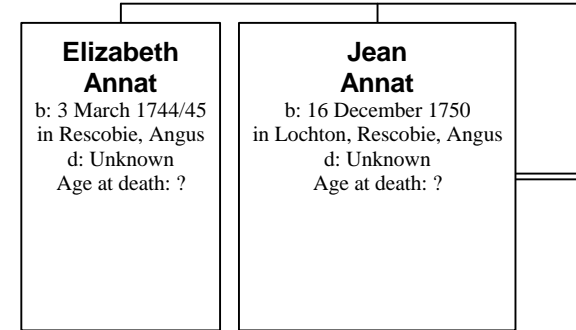 Elizabeth
Annat
b: 3 March 1744/45
in Rescobie, Angus
d: Unknown
Age at death: ?
Jean
Annat
b: 16 December 1750
in Lochton, Rescobie, Angus
d: Unknown
Age at death: ?